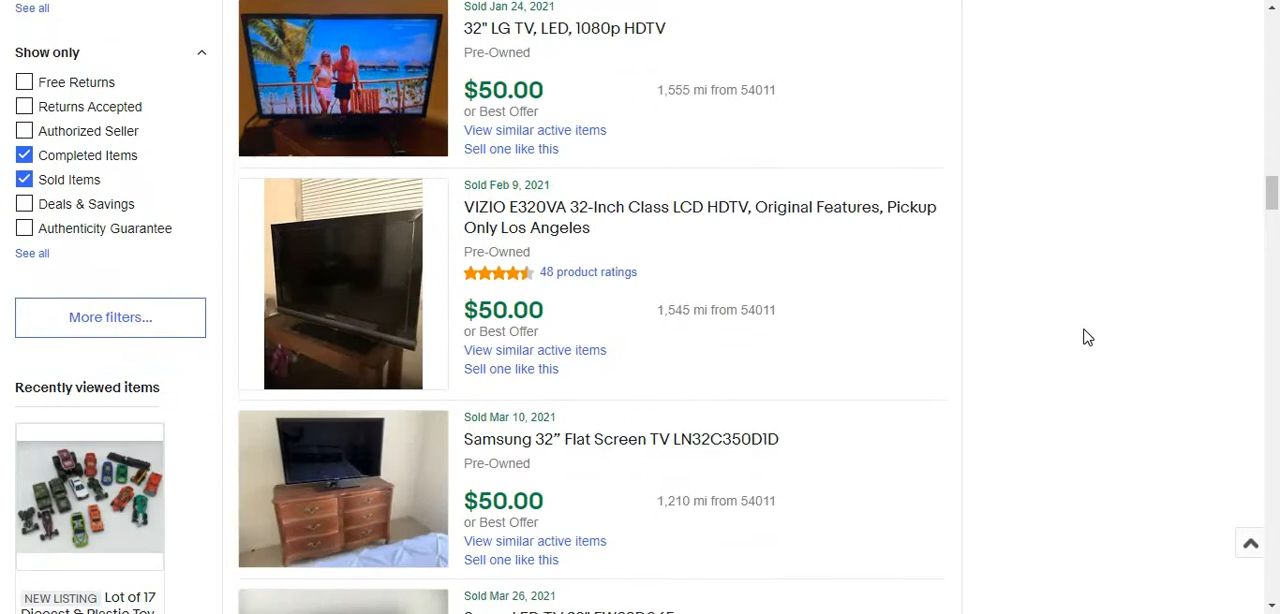 See all
Show only
Free Returns
Returns Accepted
Authorized Seller
Completed Items
Sold Items
Deals & Savings
Authenticity Guarantee
See all
More filters...
Recently viewed items
NEW LISTING Lot of 17
Diecast & Plastic Toy
Sold Jan 24, 2021
32" LG TV, LED, 1080p HDTV
Pre-Owned
$50.00
1,555 mi from 54011
or Best Offer
View similar active items
Sell one like this
Sold Feb 9, 2021
VIZIO E320VA 32-Inch Class LCD HDTV, Original Features, Pickup
Only Los Angeles
Pre-Owned
48 product ratings
$50.00
1,545 mi from 54011
or Best Offer
View similar active items
Sell one like this
Sold Mar 10, 2021
Samsung 32” Flat Screen TV LN32C350D1D
Pre-Owned
$50.00
1,210 mi from 54011
or Best Offer
View similar active items
Sell one like this
Sold Mar 26, 2021